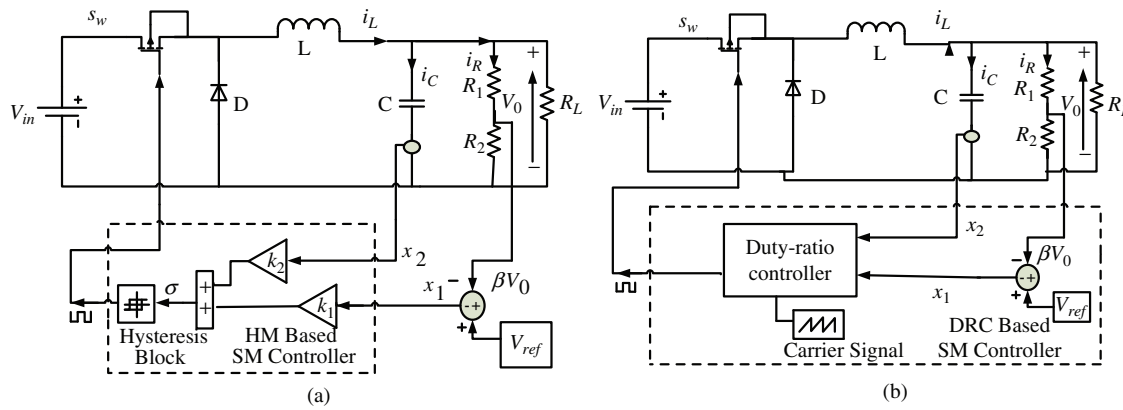 s_w
L
i_L
V_in
+
-
D
i_C
C
i_R
R_1
R_2
+
V_0
−
R_L
x_2
k_2
σ
+
+
k_1
x_1
−
βV_0
-+
+
V_ref
Hysteresis
Block
HM Based
SM Controller
(a)
s_w
L
i_L
V_in
+
-
D
i_C
C
i_R
R_1
R_2
+
V_0
−
x_2
Duty-ratio
controller
x_1
−
βV_0
-+
+
V_ref
Carrier Signal
DRC Based
SM Controller
(b)